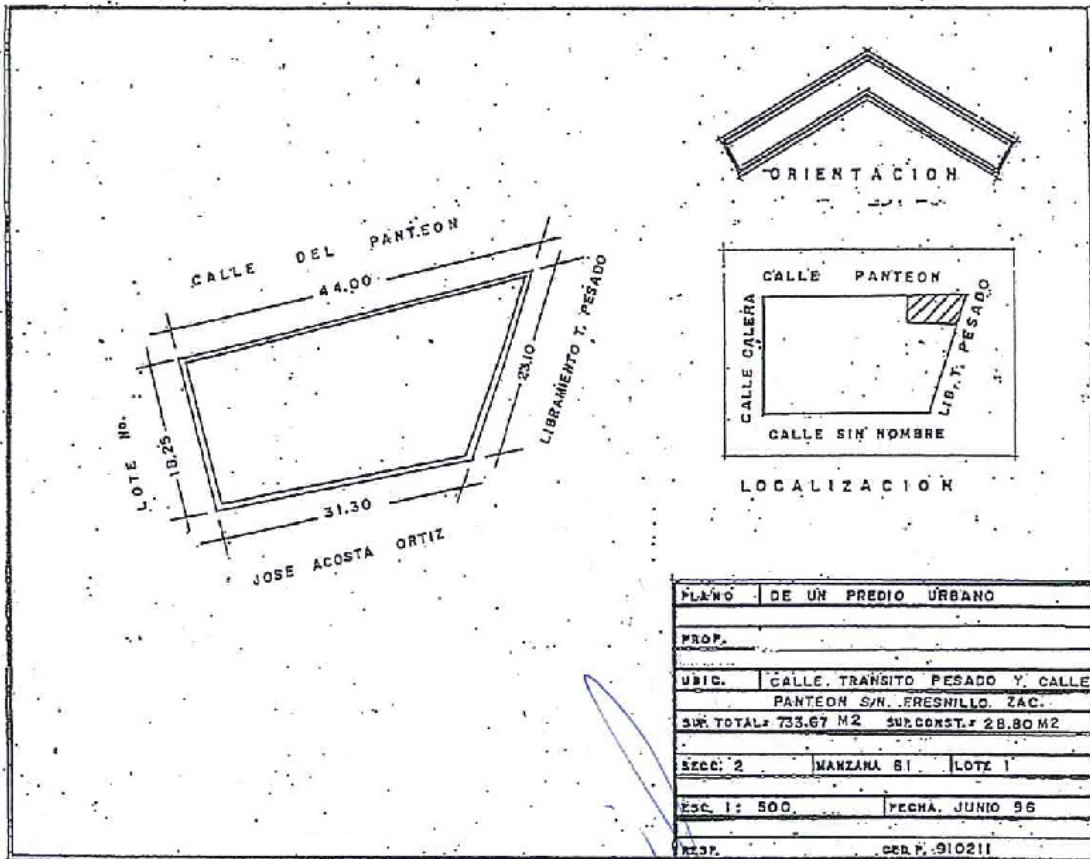 ORIENTACION
CALLE DEL PANTEON
44.00
LIBRAMIENTO T. PESADO
23.10
LOTE No.
18.25
31.30
JOSE ACOSTA ORTIZ
CALLE PANTEON
CALLE CALERA
LIB. T. PESADO
CALLE SIN NOMBRE
LOCALIZACION
PLANO DE UN PREDIO URBANO
PROP.
UBIC. CALLE. TRANSITO PESADO Y CALLE
PANTEON S/N. FRESNILLO. ZAC.
SUP. TOTAL= 733.67 M2 SUP. CONST.= 28.80 M2
SECC: 2 MANZANA 61 LOTE 1
ESC. 1: 500 FECHA. JUNIO 96
RESP. CED. P. 910211